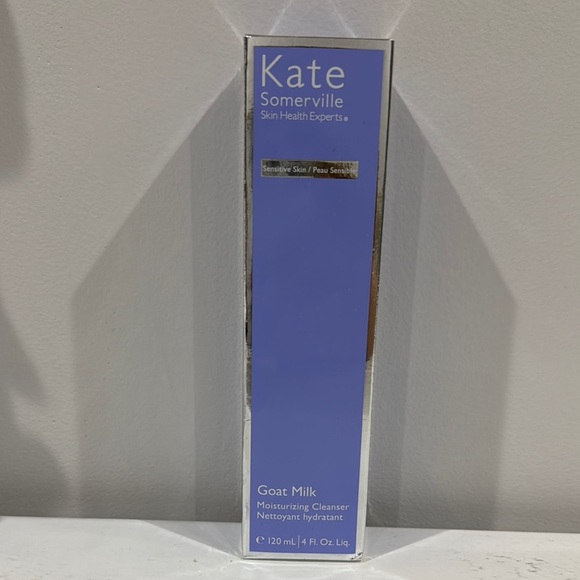 Kate
Somerville
Skin Health Experts®
Sensitive Skin / Peau Sensible
Goat Milk
Moisturizing Cleanser
Nettoyant hydratant
℮ 120 mL | 4 Fl. Oz. Liq.